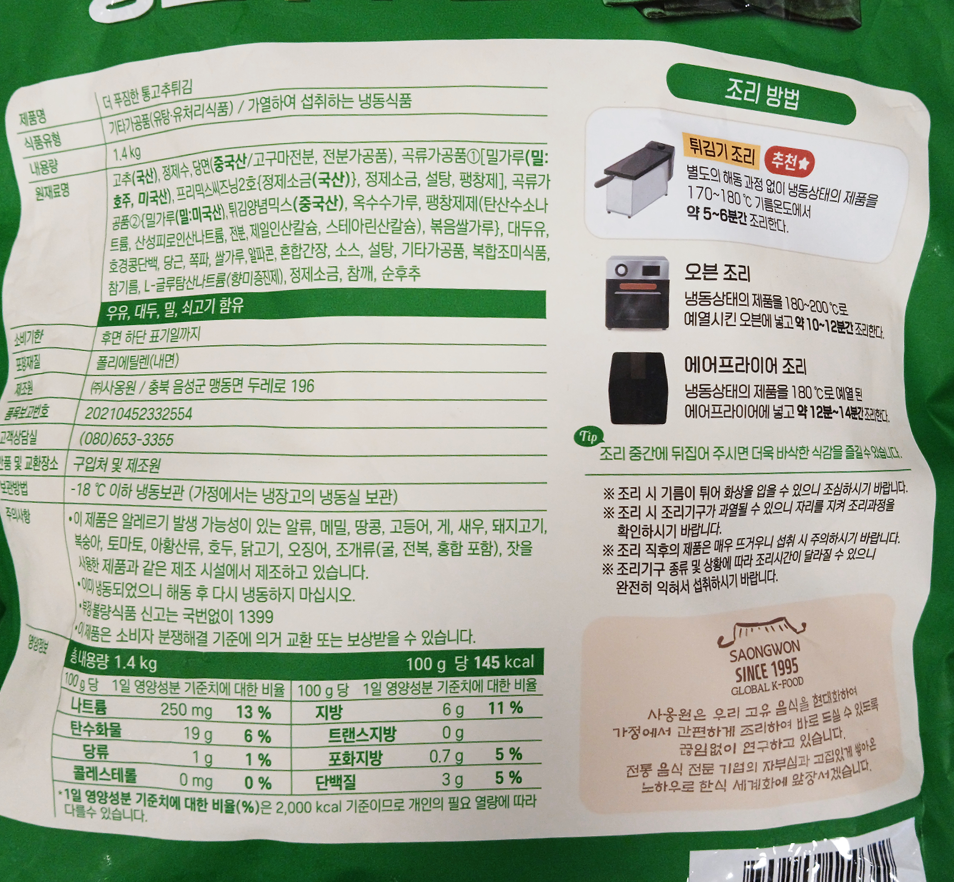 제품명 더 푸짐한 통고추튀김
식품유형 기타가공품(유탕·유처리식품) / 가열하여 섭취하는 냉동식품
내용량 1.4 kg
원재료명 고추(국산), 정제수, 당면(중국산/고구마전분, 전분가공품), 곡류가공품①[밀가루(밀:
호주, 미국산), 프리믹스씨즈닝2호{정제소금(국산)}, 정제소금, 설탕, 팽창제], 곡류가
공품②{밀가루(밀:미국산), 튀김양념믹스(중국산), 옥수수가루, 팽창제제(탄산수소나
트륨, 산성피로인산나트륨, 전분, 제일인산칼슘, 스테아린산칼슘), 볶음쌀가루}, 대두유,
호경콩단백, 당근, 쪽파, 쌀가루, 알파콘, 혼합간장, 소스, 설탕, 기타가공품, 복합조미식품,
참기름, L-글루탐산나트륨(향미증진제), 정제소금, 참깨, 순후추
우유, 대두, 밀, 쇠고기 함유
소비기한 후면 하단 표기일까지
포장재질 폴리에틸렌(내면)
제조원 ㈜사옹원 / 충북 음성군 맹동면 두레로 196
품목보고번호 20210452332554
고객상담실 (080)653-3355
반품 및 교환장소 구입처 및 제조원
보관방법 -18 ℃ 이하 냉동보관 (가정에서는 냉장고의 냉동실 보관)
주의사항 •이 제품은 알레르기 발생 가능성이 있는 알류, 메밀, 땅콩, 고등어, 게, 새우, 돼지고기,
복숭아, 토마토, 아황산류, 호두, 닭고기, 오징어, 조개류(굴, 전복, 홍합 포함), 잣을
사용한 제품과 같은 제조 시설에서 제조하고 있습니다.
•이미 냉동되었으니 해동 후 다시 냉동하지 마십시오.
•부정·불량식품 신고는 국번없이 1399
•이 제품은 소비자 분쟁해결 기준에 의거 교환 또는 보상받을 수 있습니다.
영양정보
총 내용량 1.4 kg 100 g 당 145 kcal
100 g 당 1일 영양성분 기준치에 대한 비율 100 g 당 1일 영양성분 기준치에 대한 비율
나트륨 250 mg 13 % 지방 6 g 11 %
탄수화물 19 g 6 % 트랜스지방 0 g
당류 1 g 1 % 포화지방 0.7 g 5 %
콜레스테롤 0 mg 0 % 단백질 3 g 5 %
*1일 영양성분 기준치에 대한 비율(%)은 2,000 kcal 기준이므로 개인의 필요 열량에 따라
다를수 있습니다.
조리 방법
튀김기 조리 추천★
별도의 해동 과정 없이 냉동상태의 제품을
170~180 ℃ 기름온도에서
약 5~6분간 조리한다.
오븐 조리
냉동상태의 제품을 180~200 ℃로
예열시킨 오븐에 넣고 약 10~12분간 조리한다.
에어프라이어 조리
냉동상태의 제품을 180 ℃로 예열 된
에어프라이어에 넣고 약 12분~14분간 조리한다.
Tip
조리 중간에 뒤집어 주시면 더욱 바삭한 식감을 즐길 수 있습니다.
※ 조리 시 기름이 튀어 화상을 입을 수 있으니 조심하시기 바랍니다.
※ 조리 시 조리기구가 과열될 수 있으니 자리를 지켜 조리과정을
확인하시기 바랍니다.
※ 조리 직후의 제품은 매우 뜨거우니 섭취 시 주의하시기 바랍니다.
※ 조리기구 종류 및 상황에 따라 조리시간이 달라질 수 있으니
완전히 익혀서 섭취하시기 바랍니다.
SAONGWON
SINCE 1995
GLOBAL K-FOOD
사옹원은 우리 고유 음식을 현대화하여
가정에서 간편하게 조리하여 바로 드실 수 있도록
끊임없이 연구하고 있습니다.
전통 음식 전문 기업의 자부심과 고집있게 쌓아온
노하우로 한식 세계화에 앞장서겠습니다.